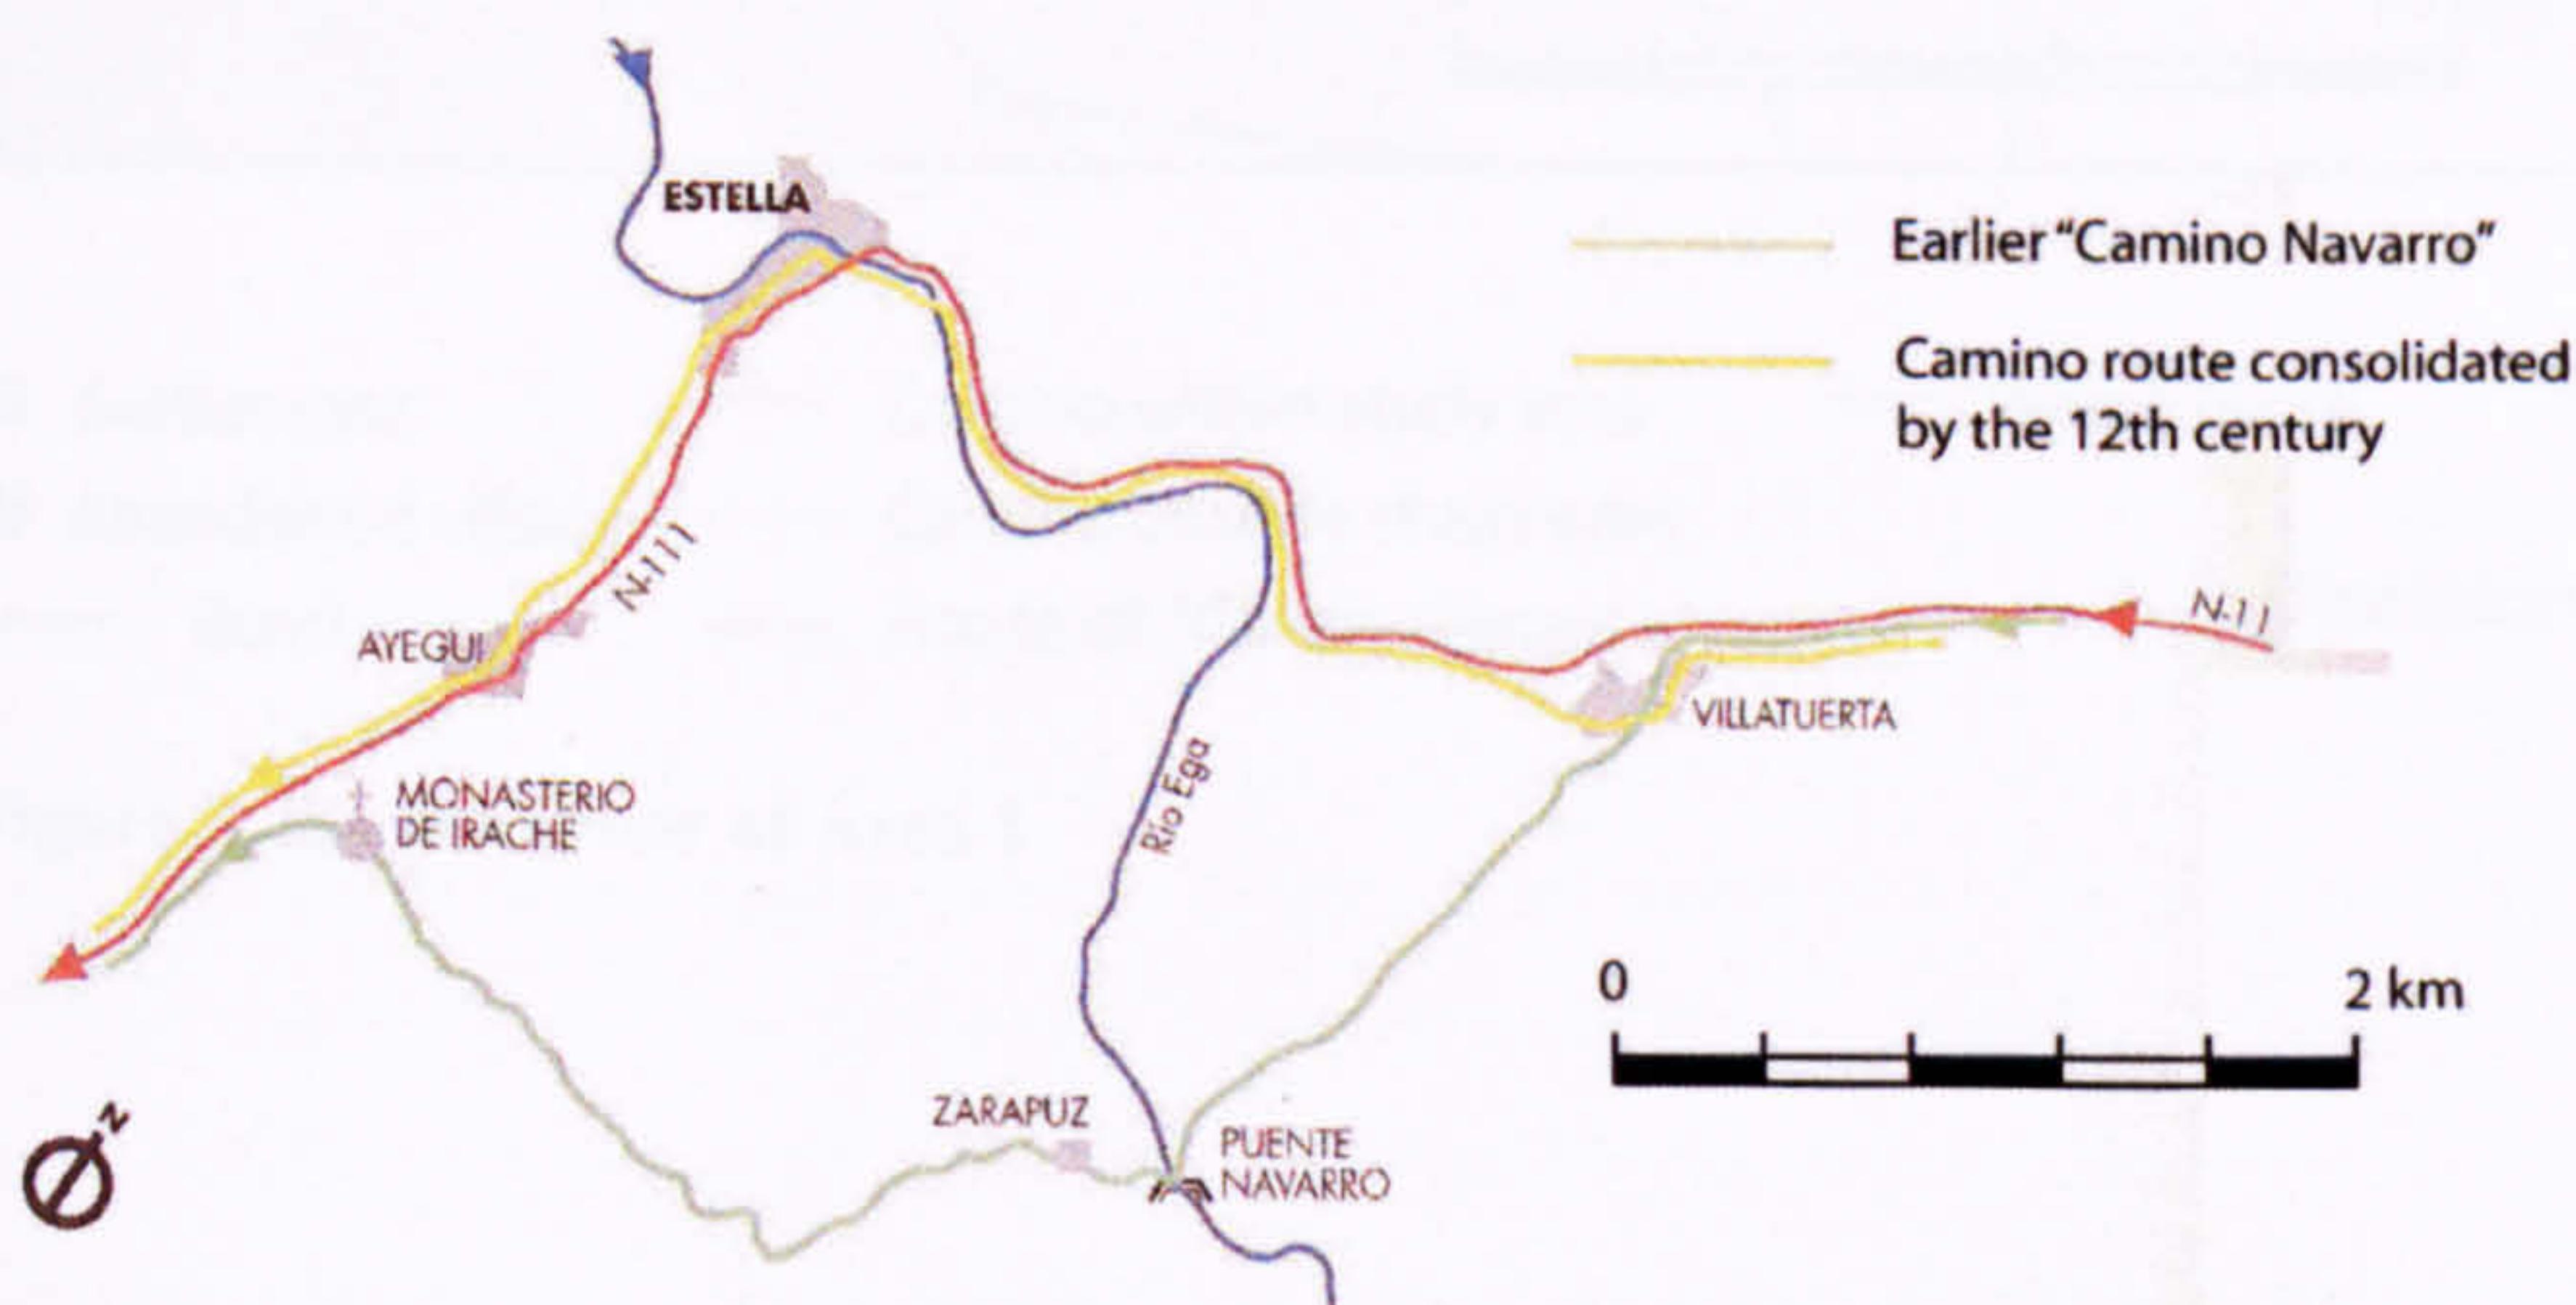 ESTELLA
Earlier “Camino Navarro”
Camino route consolidated
by the 12th century
N-111
N-11
AYEGUI
VILLATUERTA
MONASTERIO
DE IRACHE
Río Ega
0
2 km
ZARAPUZ
PUENTE
NAVARRO
N